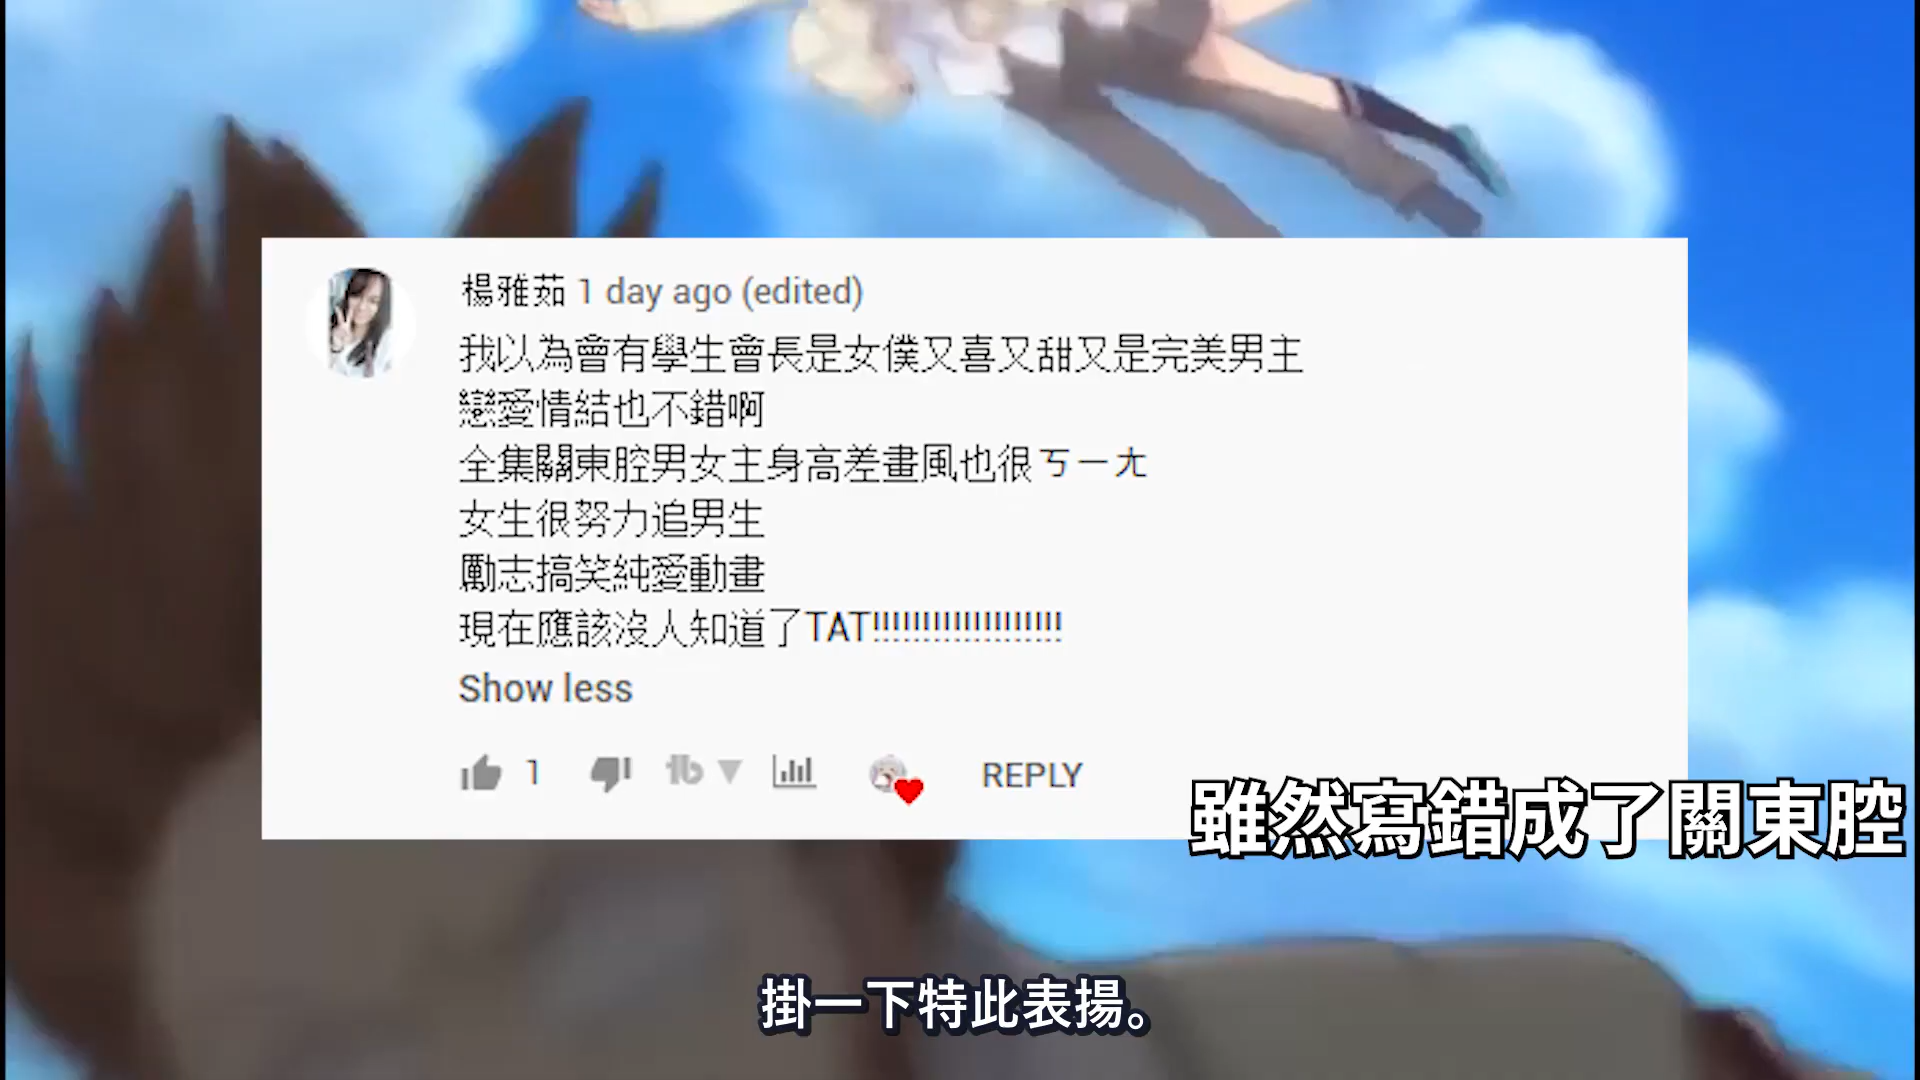 楊雅茹 1 day ago (edited)
我以為會有學生會長是女僕又喜又甜又是完美男主
戀愛情結也不錯啊
全集關東腔男女主身高差畫風也很ㄎㄧㄤ
女生很努力追男生
勵志搞笑純愛動畫
現在應該沒人知道了TAT!!!!!!!!!!!!!!!!!!!
Show less
1
REPLY
雖然寫錯成了關東腔
掛一下特此表揚。